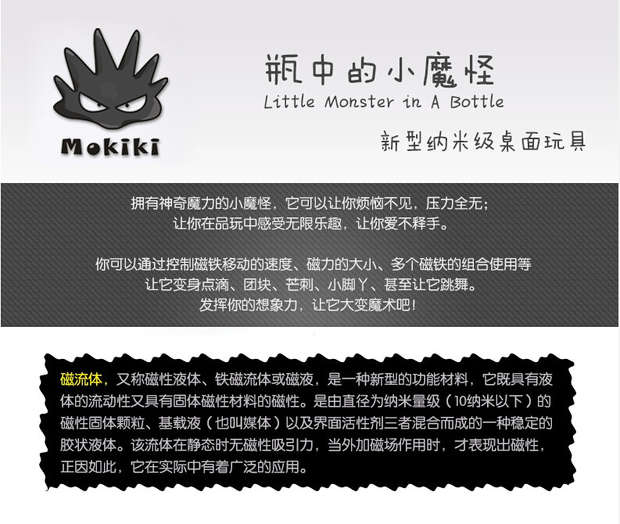 瓶中的小魔怪
Little Monster in A Bottle
Mokiki
新型纳米级桌面玩具
拥有神奇魔力的小魔怪，它可以让你烦恼不见，压力全无；
让你在品玩中感受无限乐趣，让你爱不释手。
你可以通过控制磁铁移动的速度、磁力的大小、多个磁铁的组合使用等
让它变身点滴、团块、芒刺、小脚丫、甚至让它跳舞。
发挥你的想象力，让它大变魔术吧！
磁流体，又称磁性液体、铁磁流体或磁液，是一种新型的功能材料，它既具有液
体的流动性又具有固体磁性材料的磁性。是由直径为纳米量级（10纳米以下）的
磁性固体颗粒、基载液（也叫媒体）以及界面活性剂三者混合而成的一种稳定的
胶状液体。该流体在静态时无磁性吸引力，当外加磁场作用时，才表现出磁性，
正因如此，它在实际中有着广泛的应用。